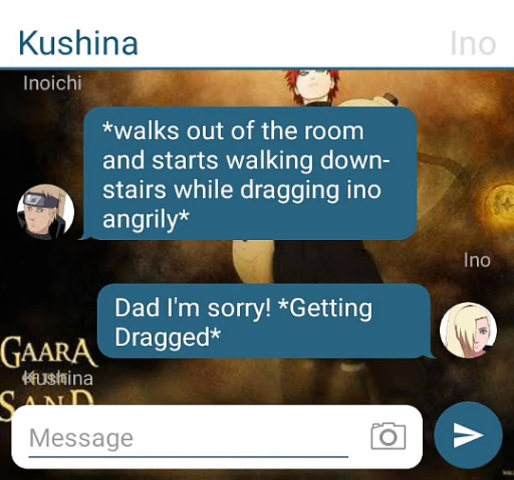 Kushina Ino
Inoichi
*walks out of the room
and starts walking down-
stairs while dragging ino
angrily*
Ino
Dad I'm sorry! *Getting
Dragged*
GAARA
Kushina
SAND
Message